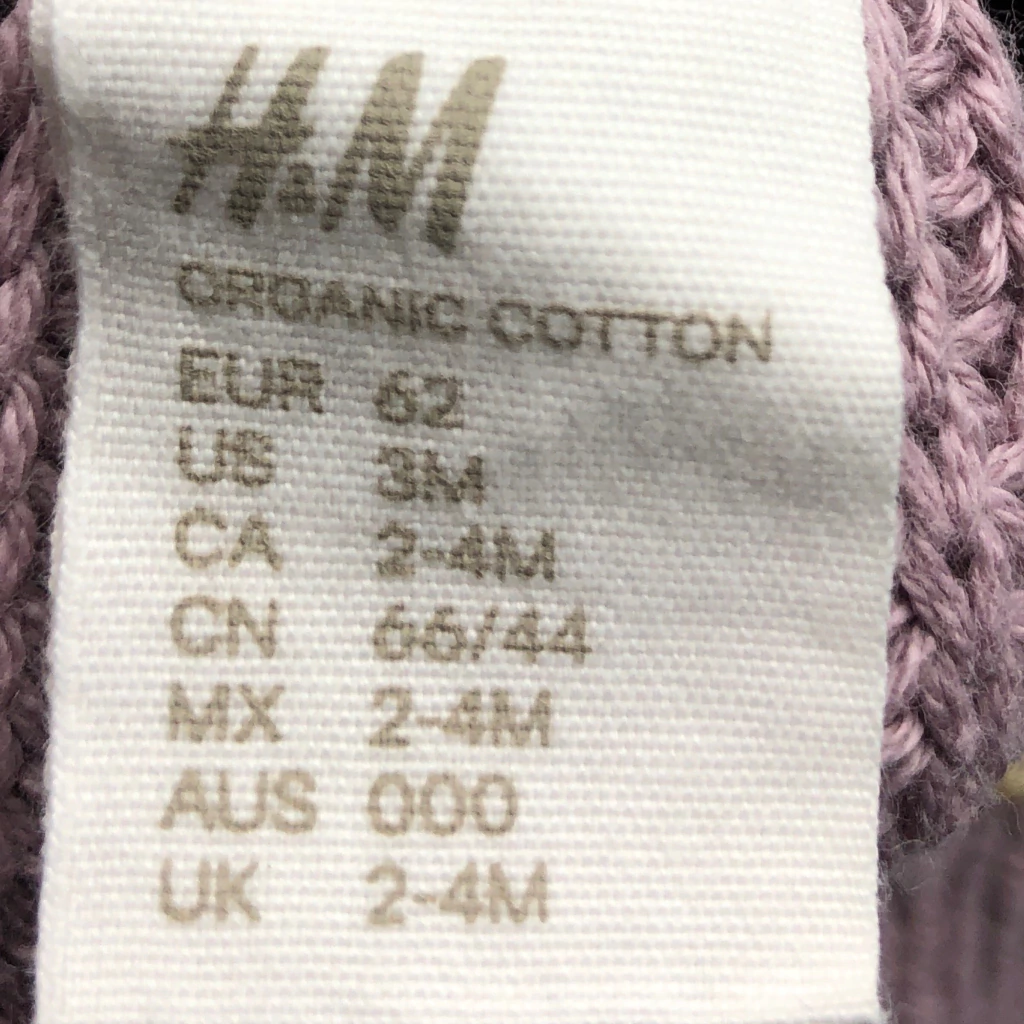 H&M
ORGANIC COTTON
EUR 62
US 3M
CA 2-4M
CN 66/44
MX 2-4M
AUS 000
UK 2-4M